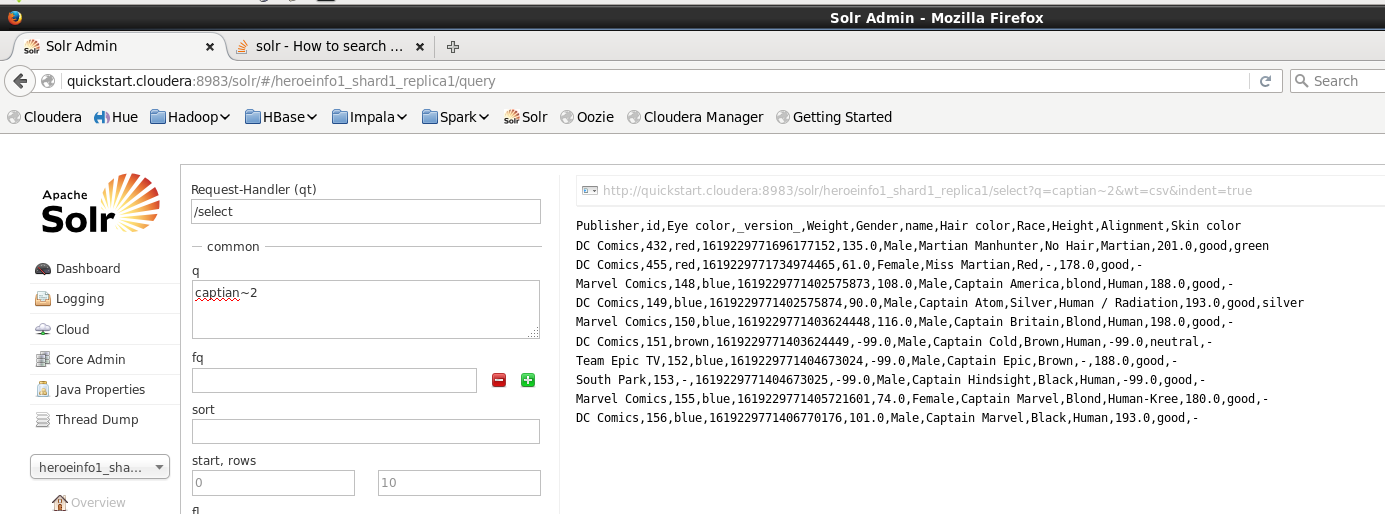 Solr Admin - Mozilla Firefox
Solr Admin
solr - How to search ...
quickstart.cloudera:8983/solr/#/heroeinfo1_shard1_replica1/query
Search
Cloudera Hue Hadoop HBase Impala Spark Solr Oozie Cloudera Manager Getting Started
Apache
Solr
Dashboard
Logging
Cloud
Core Admin
Java Properties
Thread Dump
heroeinfo1_sha...
Overview
Request-Handler (qt)
/select
common
q
captian~2
fq
sort
start, rows
0
10
fl
http://quickstart.cloudera:8983/solr/heroeinfo1_shard1_replica1/select?q=captian~2&wt=csv&indent=true
Publisher,id,Eye color,_version_,Weight,Gender,name,Hair color,Race,Height,Alignment,Skin color
DC Comics,432,red,1619229771696177152,135.0,Male,Martian Manhunter,No Hair,Martian,201.0,good,green
DC Comics,455,red,1619229771734974465,61.0,Female,Miss Martian,Red,-,178.0,good,-
Marvel Comics,148,blue,1619229771402575873,108.0,Male,Captain America,blond,Human,188.0,good,-
DC Comics,149,blue,1619229771402575874,90.0,Male,Captain Atom,Silver,Human / Radiation,193.0,good,silver
Marvel Comics,150,blue,1619229771403624448,116.0,Male,Captain Britain,Blond,Human,198.0,good,-
DC Comics,151,brown,1619229771403624449,-99.0,Male,Captain Cold,Brown,Human,-99.0,neutral,-
Team Epic TV,152,blue,1619229771404673024,-99.0,Male,Captain Epic,Brown,-,188.0,good,-
South Park,153,-,1619229771404673025,-99.0,Male,Captain Hindsight,Black,Human,-99.0,good,-
Marvel Comics,155,blue,1619229771405721601,74.0,Female,Captain Marvel,Blond,Human-Kree,180.0,good,-
DC Comics,156,blue,1619229771406770176,101.0,Male,Captain Marvel,Black,Human,193.0,good,-